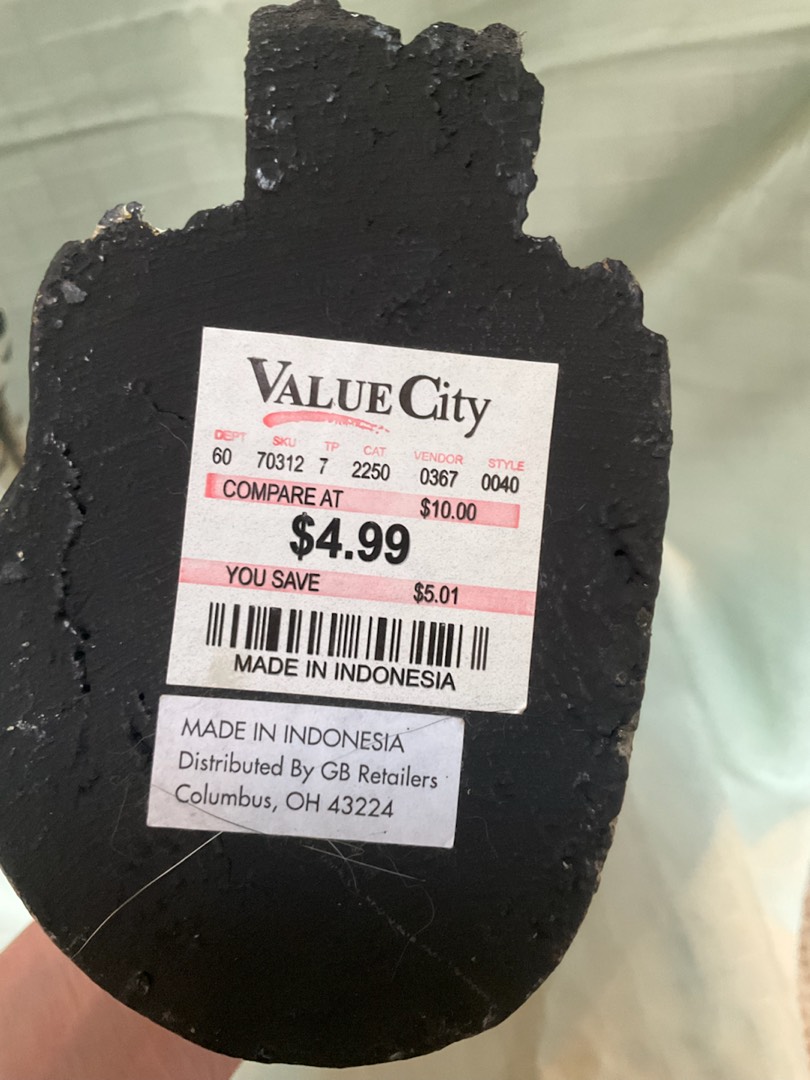 VALUE CITY
DEPT SKU TP CAT VENDOR STYLE
60 70312 7 2250 0367 0040
COMPARE AT $10.00
$4.99
YOU SAVE $5.01
MADE IN INDONESIA
MADE IN INDONESIA
Distributed By GB Retailers
Columbus, OH 43224